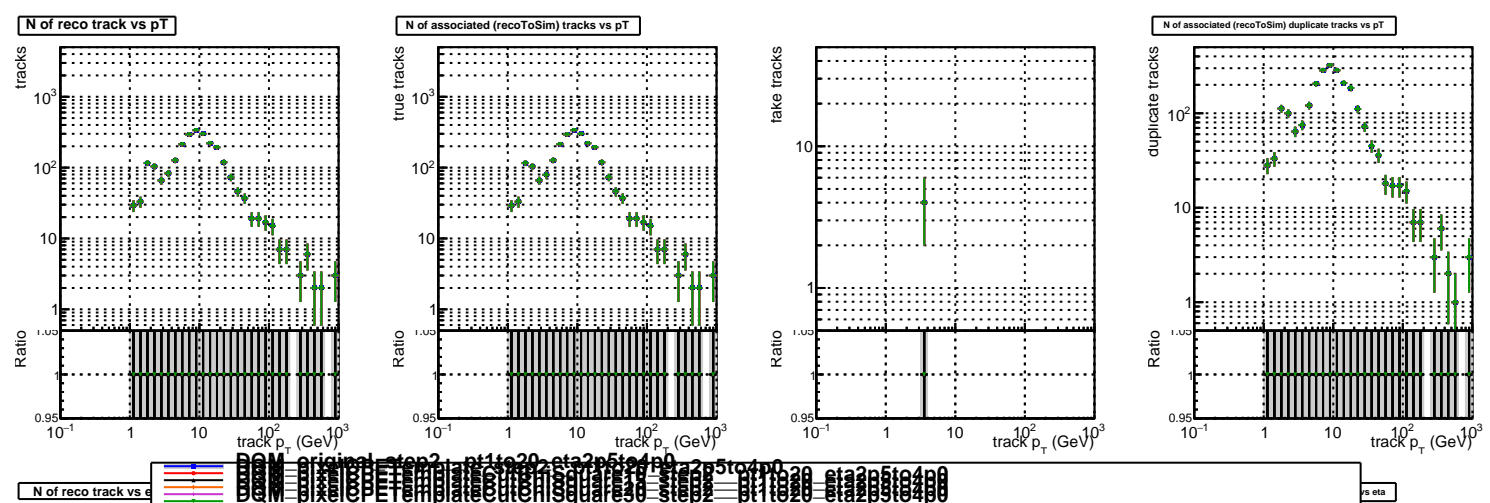 N of reco track vs pT
N of associated (recoToSim) tracks vs pT
N of associated (recoToSim) duplicate tracks vs pT
tracks
10³
10²
10
1
true tracks
10³
10²
10
1
fake tracks
10
1
duplicate tracks
10²
10
1
Ratio
1.05
1
0.95
Ratio
1.05
1
0.95
Ratio
1.05
1
0.95
Ratio
1.05
1
0.95
10⁻¹ 1 10 10² 10³
track p_T (GeV)
10⁻¹ 1 10 10² 10³
track p_T (GeV)
10⁻¹ 1 10 10² 10³
track p_T (GeV)
10⁻¹ 1 10 10² 10³
track p_T (GeV)
DQM_original_step2__pt1to20_eta2p5to4p0
DQM_pixelCPETemplateCutChiSquare30_step2__pt1to20_eta2p5to4p0
N of reco track vs e
vs eta